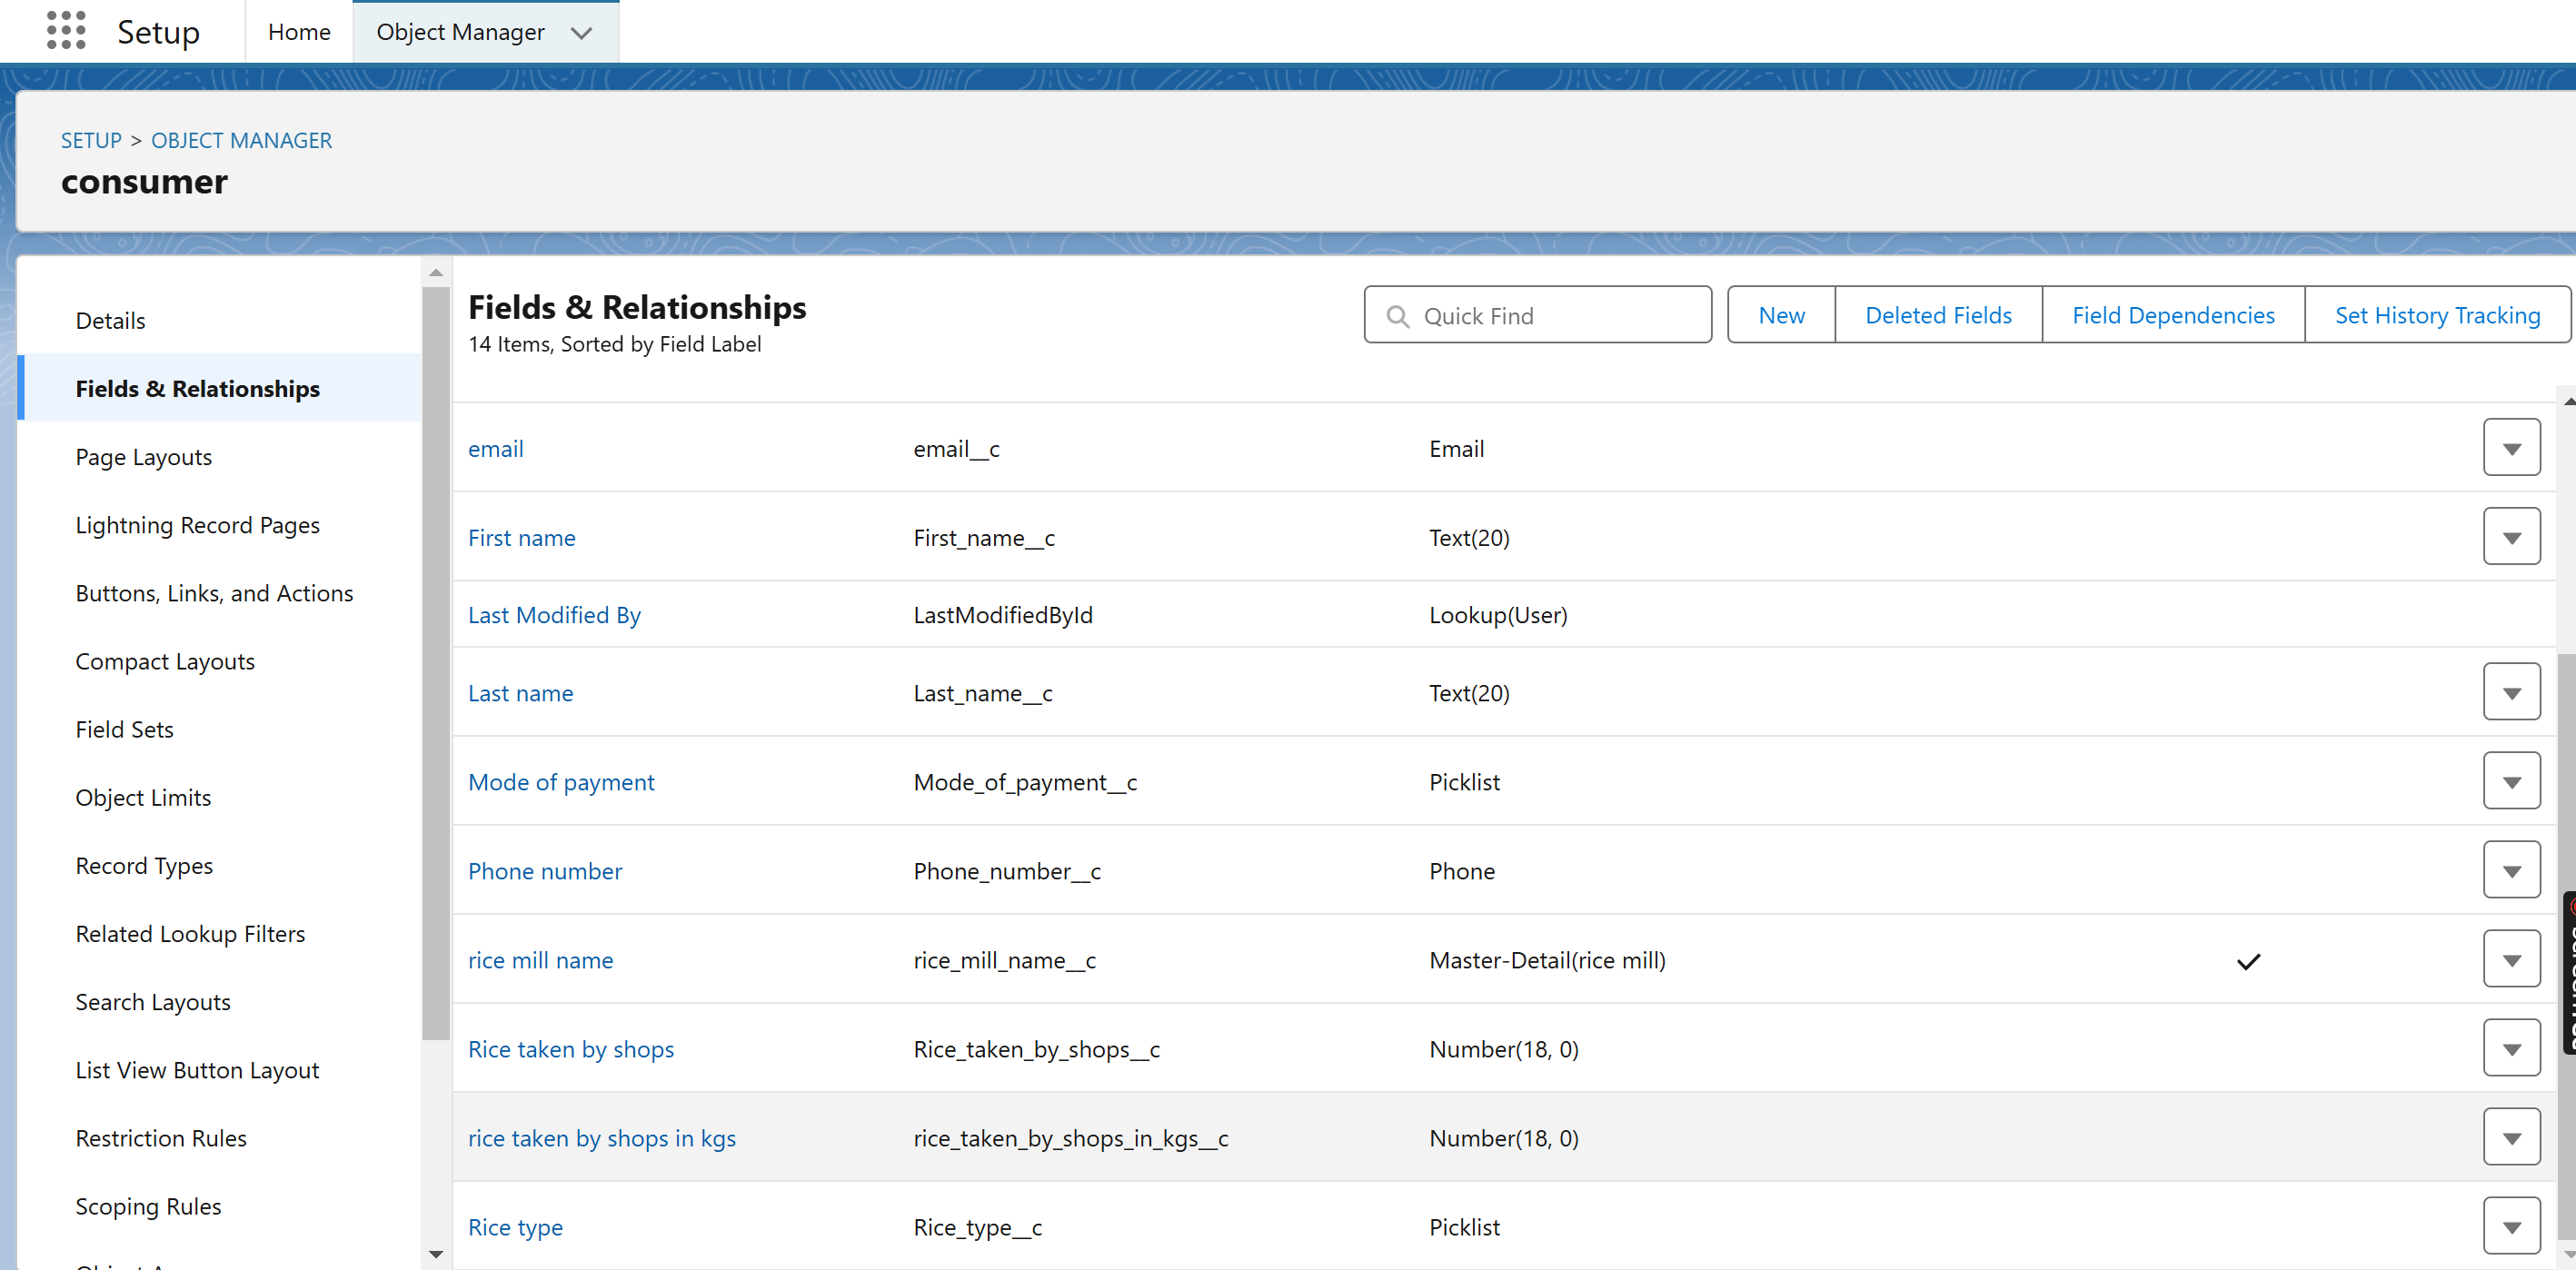 Setup
Home
Object Manager
SETUP > OBJECT MANAGER
consumer
Details
Fields & Relationships
Page Layouts
Lightning Record Pages
Buttons, Links, and Actions
Compact Layouts
Field Sets
Object Limits
Record Types
Related Lookup Filters
Search Layouts
List View Button Layout
Restriction Rules
Scoping Rules
Fields & Relationships
14 Items, Sorted by Field Label
Quick Find
New
Deleted Fields
Field Dependencies
Set History Tracking
email email__c Email
First name First_name__c Text(20)
Last Modified By LastModifiedById Lookup(User)
Last name Last_name__c Text(20)
Mode of payment Mode_of_payment__c Picklist
Phone number Phone_number__c Phone
rice mill name rice_mill_name__c Master-Detail(rice mill)
Rice taken by shops Rice_taken_by_shops__c Number(18, 0)
rice taken by shops in kgs rice_taken_by_shops_in_kgs__c Number(18, 0)
Rice type Rice_type__c Picklist